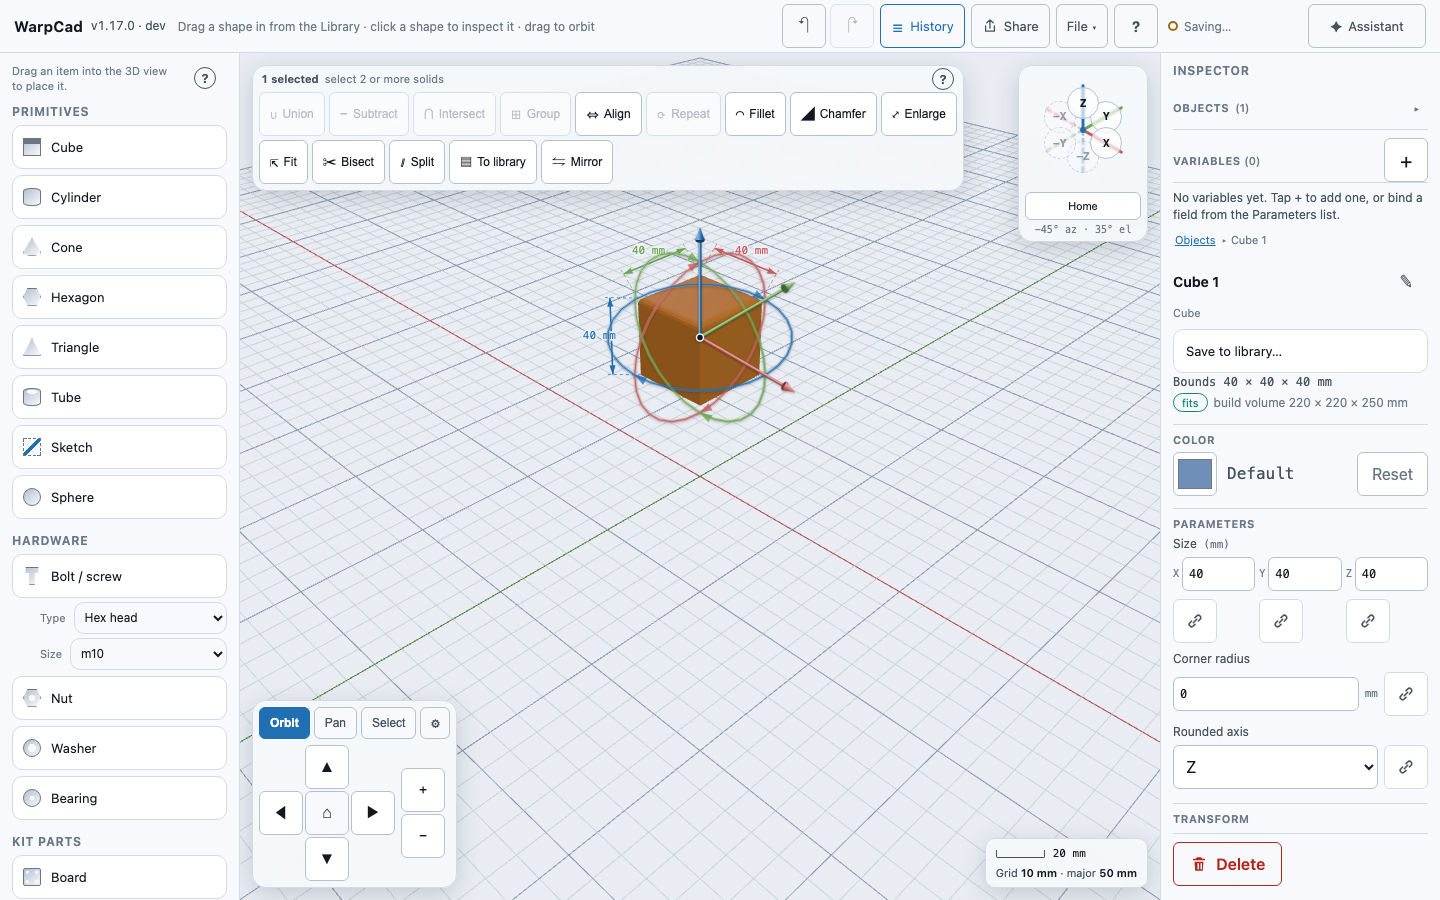 WarpCad v1.17.0 · dev Drag a shape in from the Library · click a shape to inspect it · drag to orbit
History
Share
File
?
Saving...
Assistant
Drag an item into the 3D view
to place it.
?
PRIMITIVES
Cube
Cylinder
Cone
Hexagon
Triangle
Tube
Sketch
Sphere
HARDWARE
Bolt / screw
Type Hex head
Size m10
Nut
Washer
Bearing
KIT PARTS
Board
1 selected select 2 or more solids
?
Union
Subtract
Intersect
Group
Align
Repeat
Fillet
Chamfer
Enlarge
Fit
Bisect
Split
To library
Mirror
40 mm
40 mm
40 mm
Z
Y
X
−X
−Y
−Z
Home
−45° az · 35° el
Orbit
Pan
Select
+
−
20 mm
Grid 10 mm · major 50 mm
INSPECTOR
OBJECTS (1)
VARIABLES (0)
+
No variables yet. Tap + to add one, or bind a
field from the Parameters list.
Objects ▸ Cube 1
Cube 1
Cube
Save to library...
Bounds 40 × 40 × 40 mm
fits build volume 220 × 220 × 250 mm
COLOR
Default
Reset
PARAMETERS
Size (mm)
X 40 Y 40 Z 40
Corner radius
0 mm
Rounded axis
Z
TRANSFORM
Delete